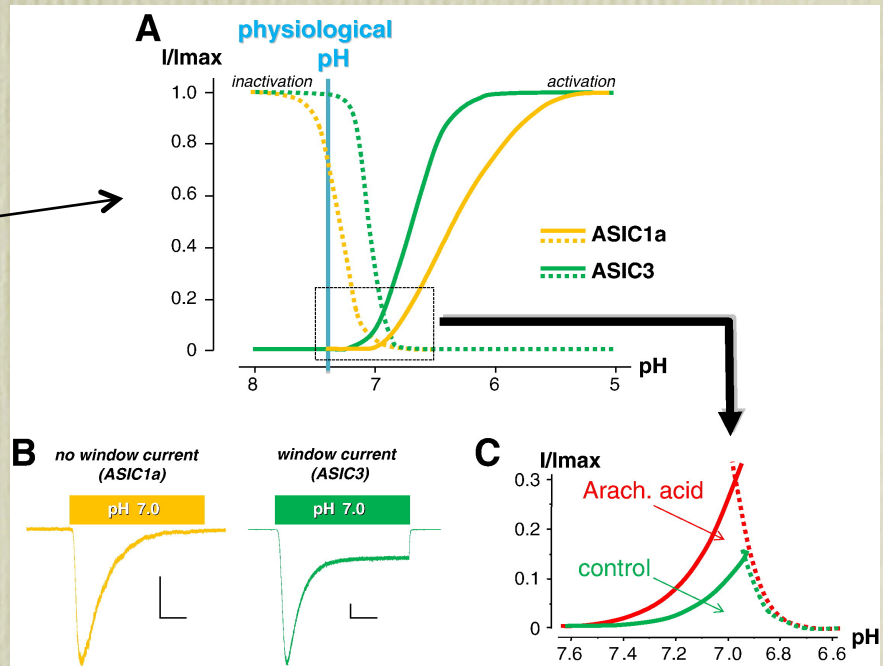 A
physiological
pH
I/Imax
inactivation
activation
1.0
0.8
0.6
0.4
0.2
0
ASIC1a
ASIC3
8
7
6
5
pH
B
no window current
(ASIC1a)
window current
(ASIC3)
pH 7.0
pH 7.0
C
I/Imax
0.3
0.2
0.1
0
Arach. acid
control
7.6
7.4
7.2
7.0
6.8
6.6
pH